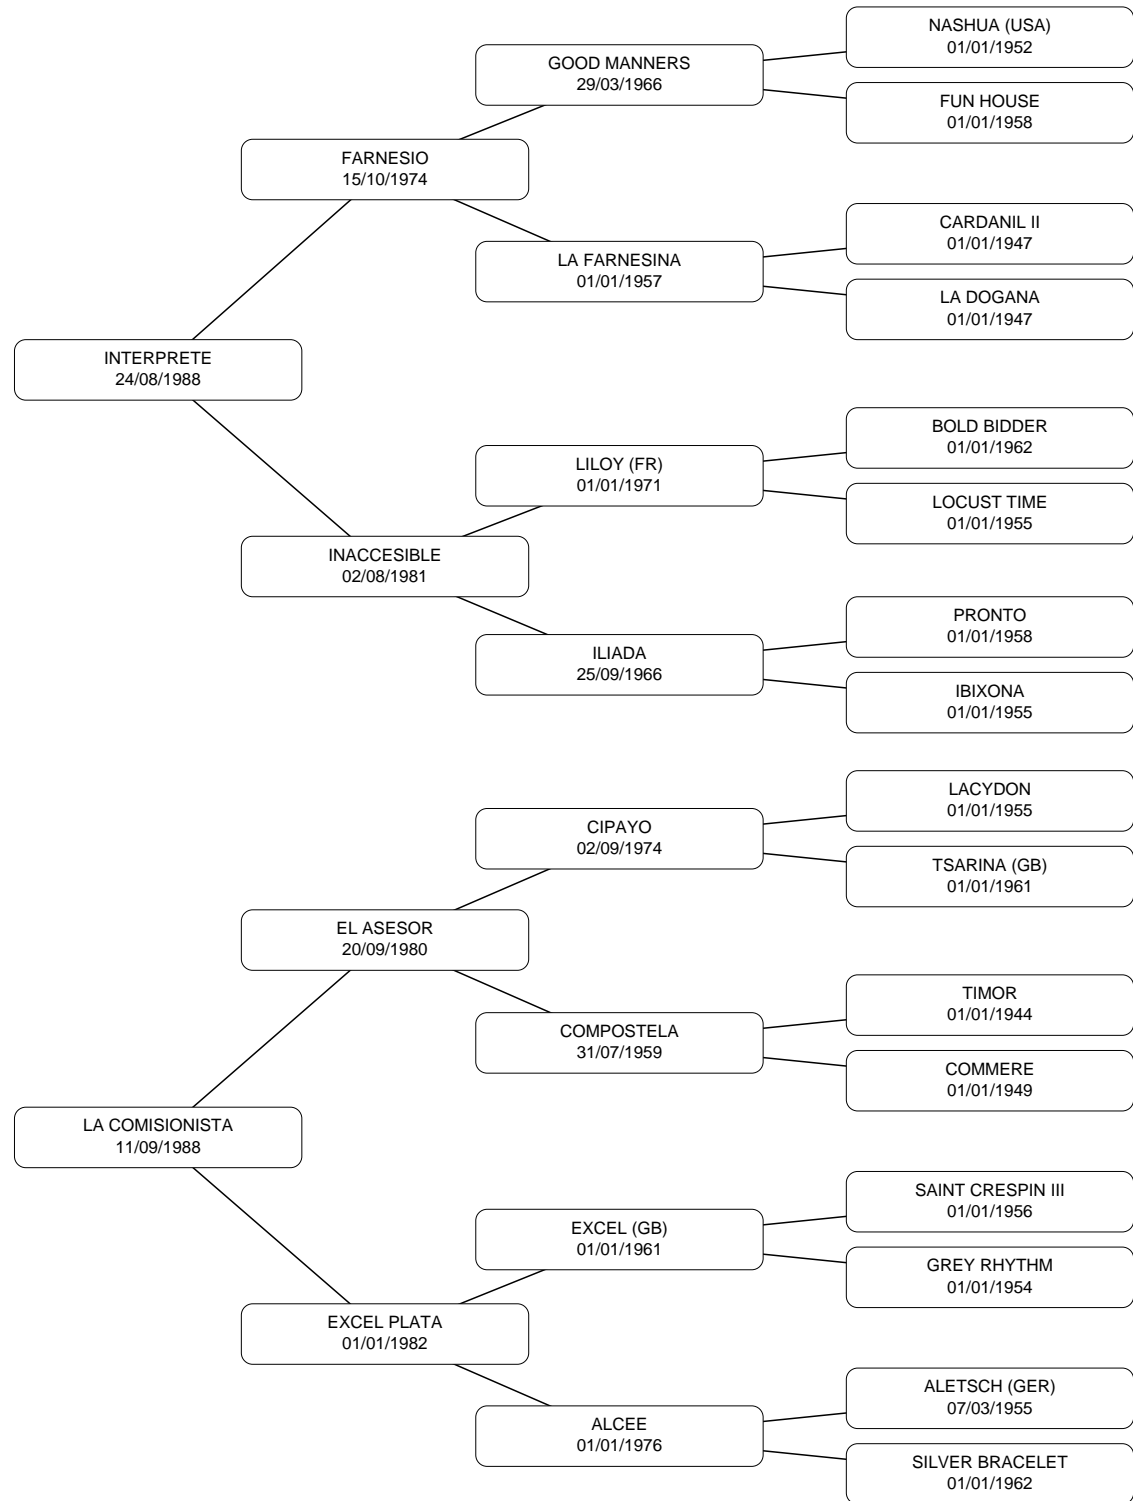 NASHUA (USA)
01/01/1952
GOOD MANNERS
29/03/1966
FUN HOUSE
01/01/1958
FARNESIO
15/10/1974
CARDANIL II
01/01/1947
LA FARNESINA
01/01/1957
LA DOGANA
01/01/1947
INTERPRETE
24/08/1988
BOLD BIDDER
01/01/1962
LILOY (FR)
01/01/1971
LOCUST TIME
01/01/1955
INACCESIBLE
02/08/1981
PRONTO
01/01/1958
ILIADA
25/09/1966
IBIXONA
01/01/1955
LACYDON
01/01/1955
CIPAYO
02/09/1974
TSARINA (GB)
01/01/1961
EL ASESOR
20/09/1980
TIMOR
01/01/1944
COMPOSTELA
31/07/1959
COMMERE
01/01/1949
LA COMISIONISTA
11/09/1988
SAINT CRESPIN III
01/01/1956
EXCEL (GB)
01/01/1961
GREY RHYTHM
01/01/1954
EXCEL PLATA
01/01/1982
ALETSCH (GER)
07/03/1955
ALCEE
01/01/1976
SILVER BRACELET
01/01/1962